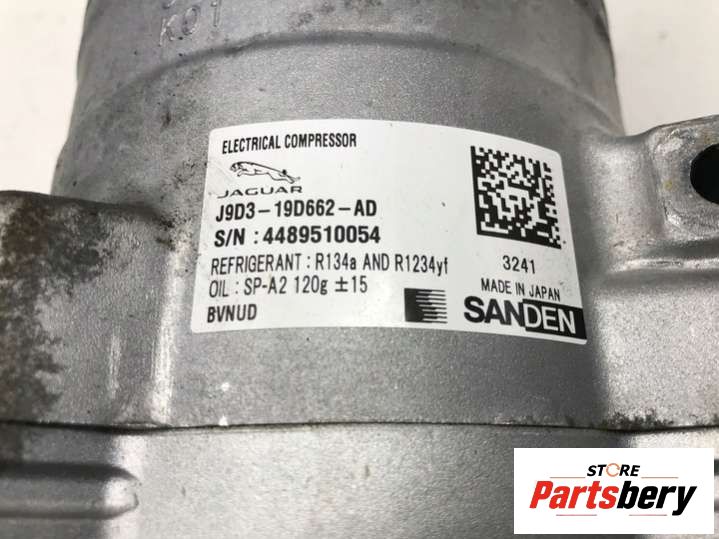 K01
ELECTRICAL COMPRESSOR
JAGUAR
J9D3-19D662-AD
S/N : 4489510054
REFRIGERANT : R134a AND R1234yf
3241
OIL : SP-A2 120g ±15
MADE IN JAPAN
BVNUD
SANDEN
STORE
Partsbery